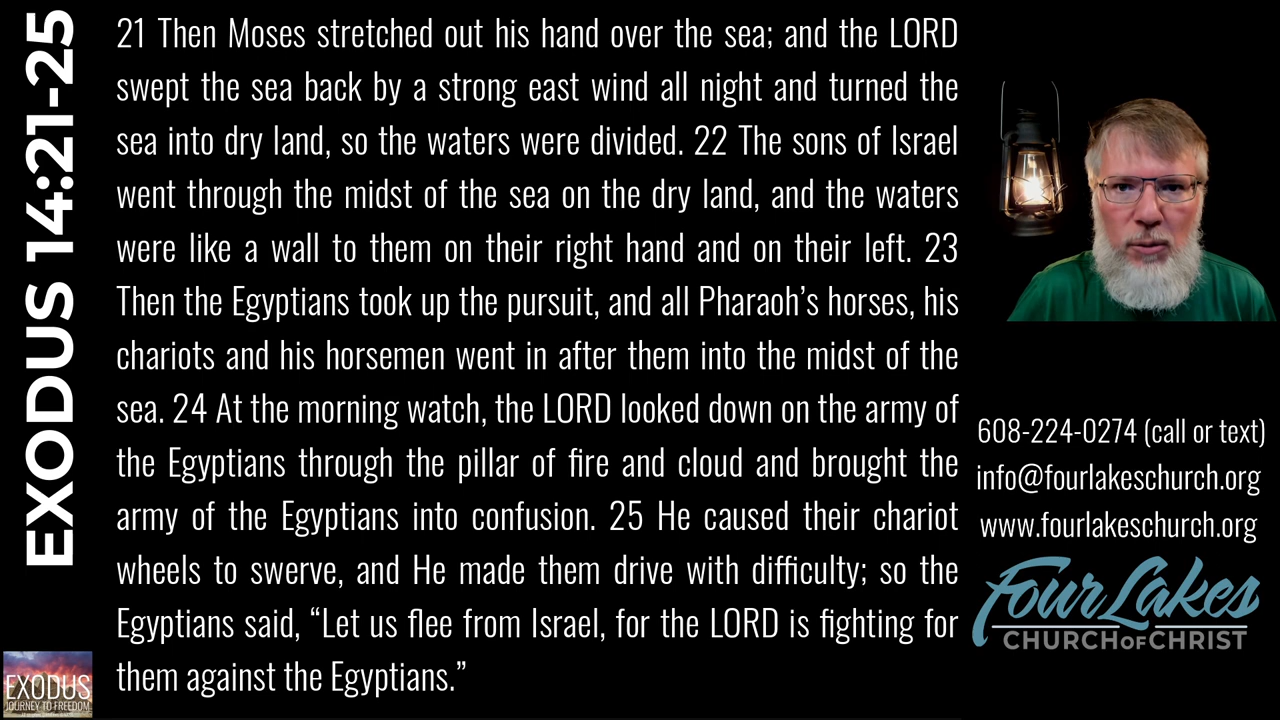 EXODUS 14:21-25
21 Then Moses stretched out his hand over the sea; and the LORD
swept the sea back by a strong east wind all night and turned the
sea into dry land, so the waters were divided. 22 The sons of Israel
went through the midst of the sea on the dry land, and the waters
were like a wall to them on their right hand and on their left. 23
Then the Egyptians took up the pursuit, and all Pharaoh’s horses, his
chariots and his horsemen went in after them into the midst of the
sea. 24 At the morning watch, the LORD looked down on the army of
the Egyptians through the pillar of fire and cloud and brought the
army of the Egyptians into confusion. 25 He caused their chariot
wheels to swerve, and He made them drive with difficulty; so the
Egyptians said, “Let us flee from Israel, for the LORD is fighting for
them against the Egyptians.”
608-224-0274 (call or text)
info@fourlakeschurch.org
www.fourlakeschurch.org
Four Lakes
CHURCH OF CHRIST
EXODUS
JOURNEY TO FREEDOM